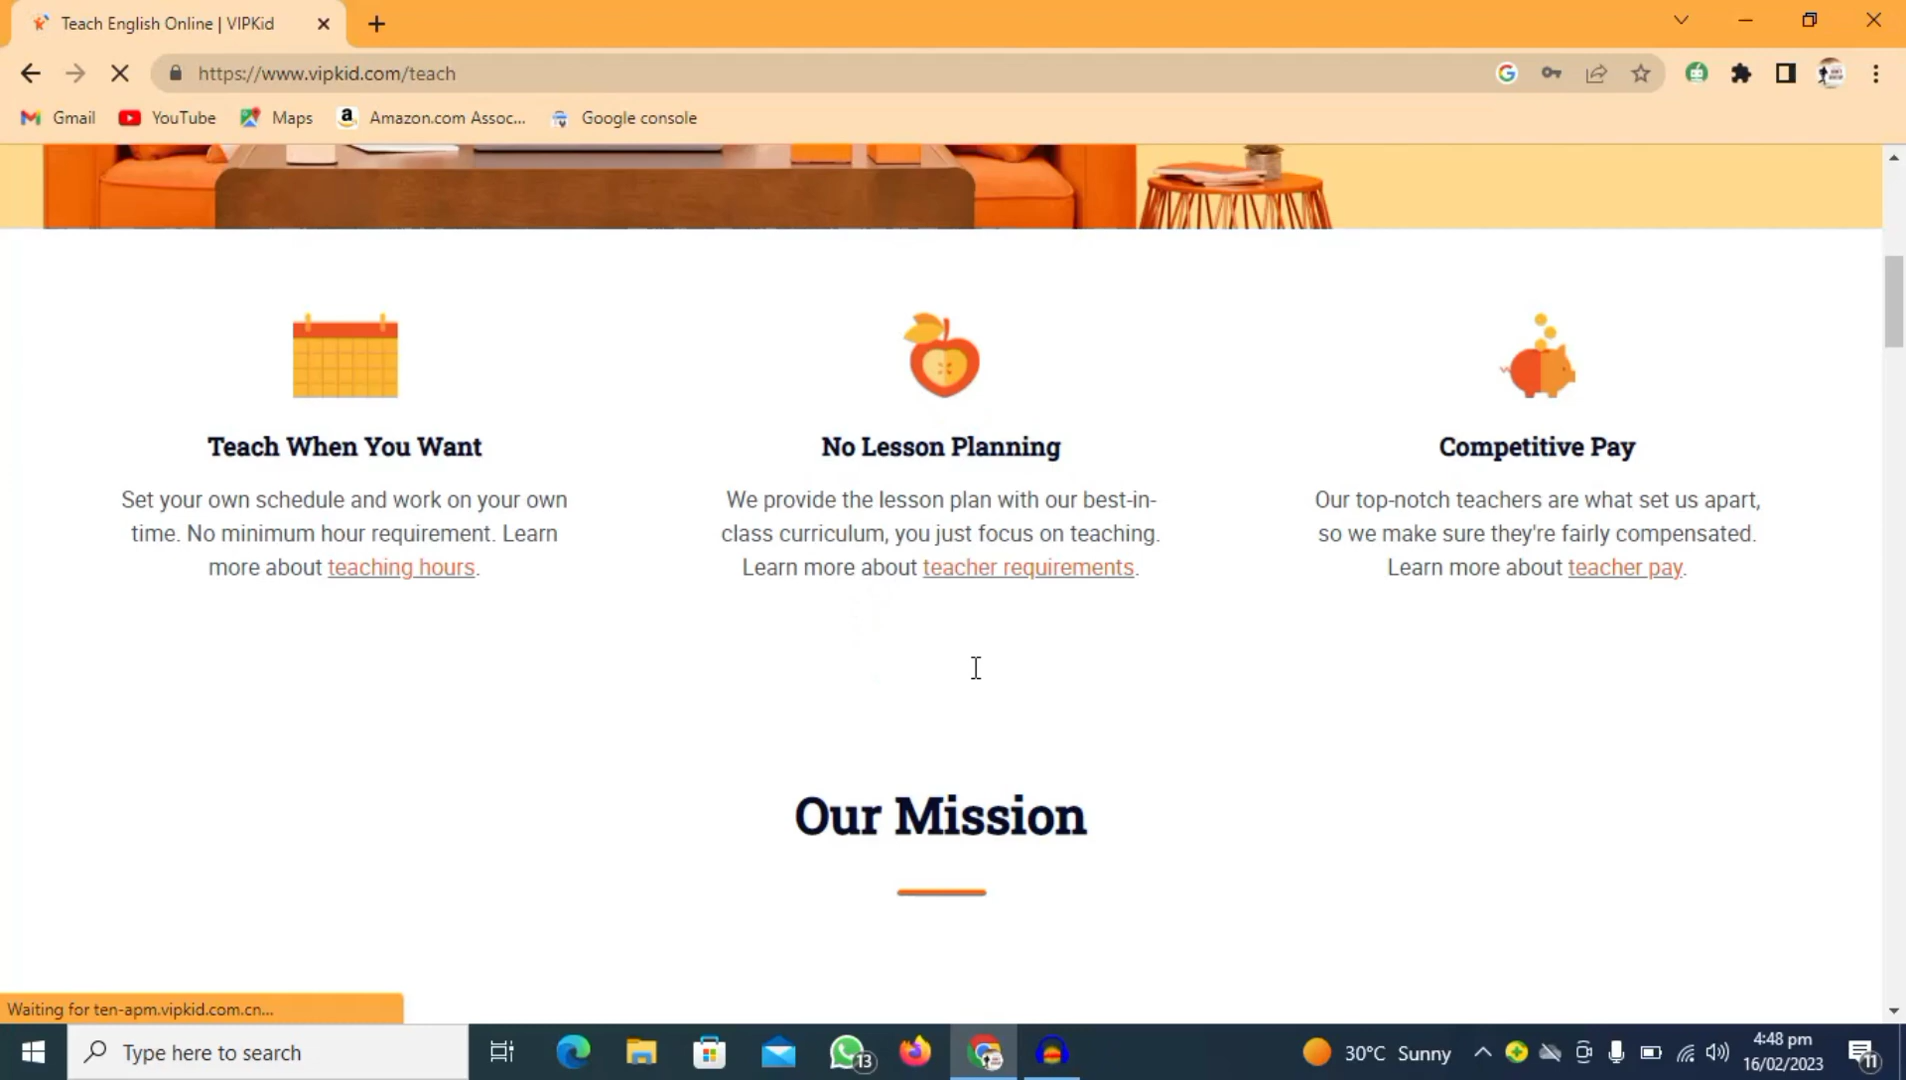 Teach English Online | VIPKid
https://www.vipkid.com/teach
Gmail YouTube Maps Amazon.com Assoc... Google console
Teach When You Want
Set your own schedule and work on your own
time. No minimum hour requirement. Learn
more about teaching hours.
No Lesson Planning
We provide the lesson plan with our best-in-
class curriculum, you just focus on teaching.
Learn more about teacher requirements.
Competitive Pay
Our top-notch teachers are what set us apart,
so we make sure they're fairly compensated.
Learn more about teacher pay.
Our Mission
Waiting for ten-apm.vipkid.com.cn...
Type here to search
13
30°C Sunny
4:48 pm
16/02/2023
11